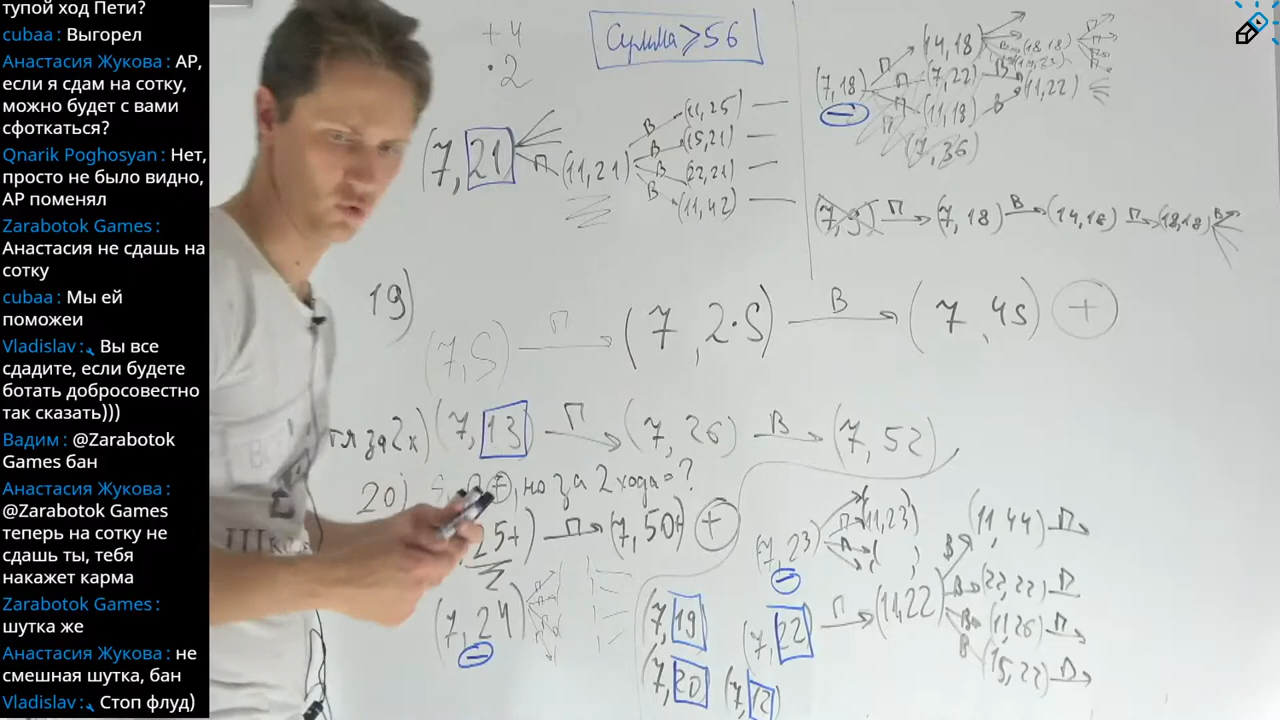 тупой ход Пети?
cubaa : Выгорел
Анастасия Жукова : АР,
если я сдам на сотку,
можно будет с вами
сфоткаться?
Qnarik Poghosyan : Нет,
просто не было видно,
АР поменял
Zarabotok Games :
Анастасия не сдашь на
сотку
cubaa : Мы ей
поможеи
Vladislav : Вы все
сдадите, если будете
ботать добросовестно
так сказать)))
Вадим : @Zarabotok
Games бан
Анастасия Жукова :
@Zarabotok Games
теперь на сотку не
сдашь ты, тебя
накажет карма
Zarabotok Games :
шутка же
Анастасия Жукова : не
смешная шутка, бан
Vladislav : Стоп флуд)
+4
·2
Сумма ⩾ 56
(7, 21) П (11, 21)
В (11, 25)
В (15, 21)
В (22, 21)
В (11, 42)
(7, 18) П (14, 18)
П (7, 22) В (11, 22)
П (11, 18) В
(7, 36)
(7, 9) П (7, 18) В (14, 18) П (18, 18) В
19) (7, S) П (7, 2·S) В (7, 4S) +
(7, 13) П (7, 26) В (7, 52)
20) , но за 2 хода = ?
25+) П (7, 50+) +
(7, 24)
(7, 23) П (11, 23)
(7, 19)
(7, 20)
(7, 12)
(7, 22) П (11, 22)
В (11, 44) П
В (22, 22) П
В (11, 26) П
В (15, 22) П